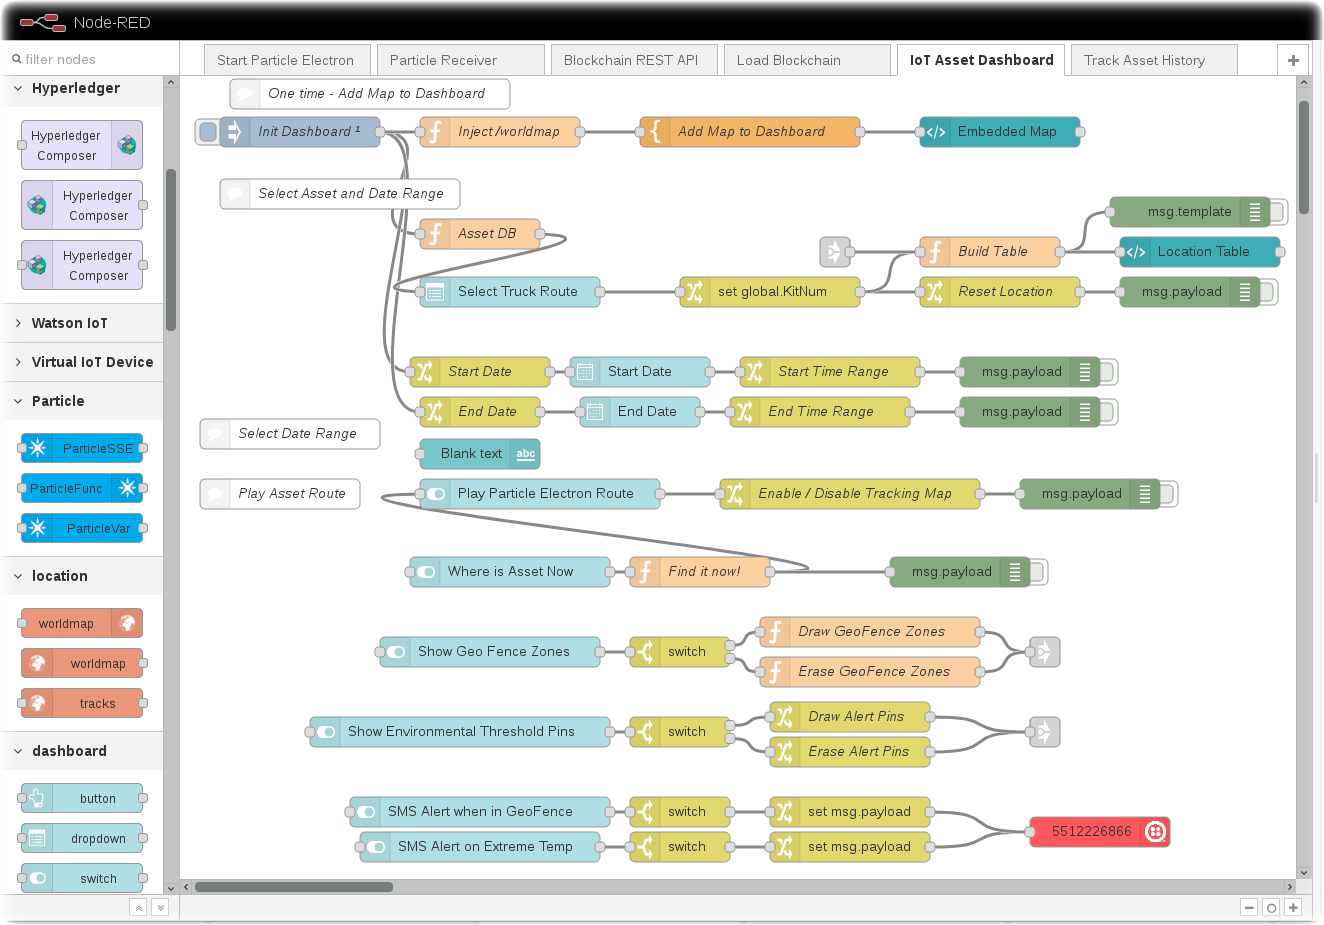 Node-RED
filter nodes
Start Particle Electron
Particle Receiver
Blockchain REST API
Load Blockchain
IoT Asset Dashboard
Track Asset History
Hyperledger
Hyperledger
Composer
Hyperledger
Composer
Hyperledger
Composer
Watson IoT
Virtual IoT Device
Particle
ParticleSSE
ParticleFunc
ParticleVar
location
worldmap
worldmap
tracks
dashboard
button
dropdown
switch
One time - Add Map to Dashboard
Init Dashboard ¹
Inject /worldmap
Add Map to Dashboard
Embedded Map
Select Asset and Date Range
msg.template
Asset DB
Build Table
Location Table
Select Truck Route
set global.KitNum
Reset Location
msg.payload
Start Date
Start Date
Start Time Range
msg.payload
End Date
End Date
End Time Range
msg.payload
Select Date Range
Blank text
abc
Play Asset Route
Play Particle Electron Route
Enable / Disable Tracking Map
msg.payload
Where is Asset Now
Find it now!
msg.payload
Show Geo Fence Zones
switch
Draw GeoFence Zones
Erase GeoFence Zones
Show Environmental Threshold Pins
switch
Draw Alert Pins
Erase Alert Pins
SMS Alert when in GeoFence
switch
set msg.payload
5512226866
SMS Alert on Extreme Temp
switch
set msg.payload